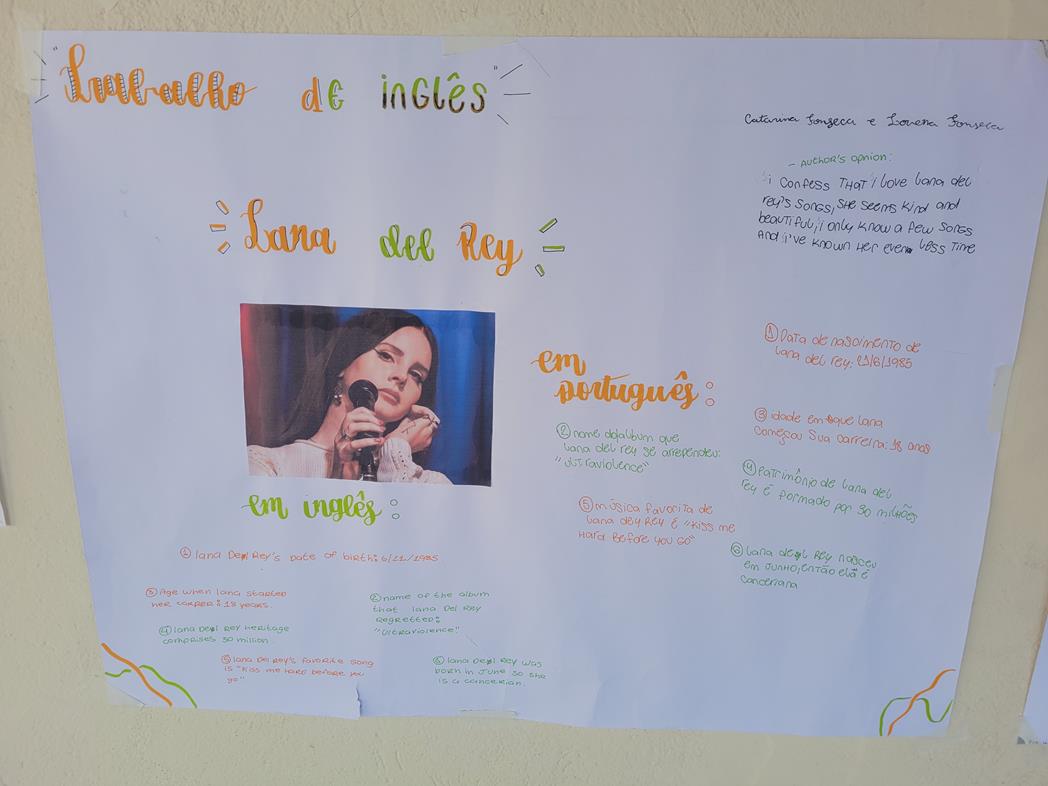 "Trabalho de inglês"
Catarina Fonseca e Lorena Fonseca
- Author's opnion:
i confess that i love lana del
rey's songs, she seems kind and
beautiful, i only know a few songs
and i've known her even less time
Lana del Rey
em português:
① Data de nascimento de
lana del rey: 21/6/1985
② nome do álbum que
lana del rey se arrependeu:
"ultraviolence"
③ idade em que lana
começou sua carreira: 18 anos
④ Patrimônio de lana del
rey é formado por 30 milhões
⑤ música favorita de
lana dey Rey é "kiss me
hard before you go"
⑥ lana del Rey nasceu
em junho, então ela é
canceriana
em inglês:
① lana Del Rey's date of birth: 6/21/1985
③ Age when lana started
her carrer: 18 years.
② name of the album
that lana Del Rey
regretted:
"ultraviolence"
④ lana Del Rey heritage
comprises 30 million.
⑤ lana Del Rey's favorite song
is "kiss me hard before you
go"
⑥ lana Del Rey was
born in June so she
is a cancerian.